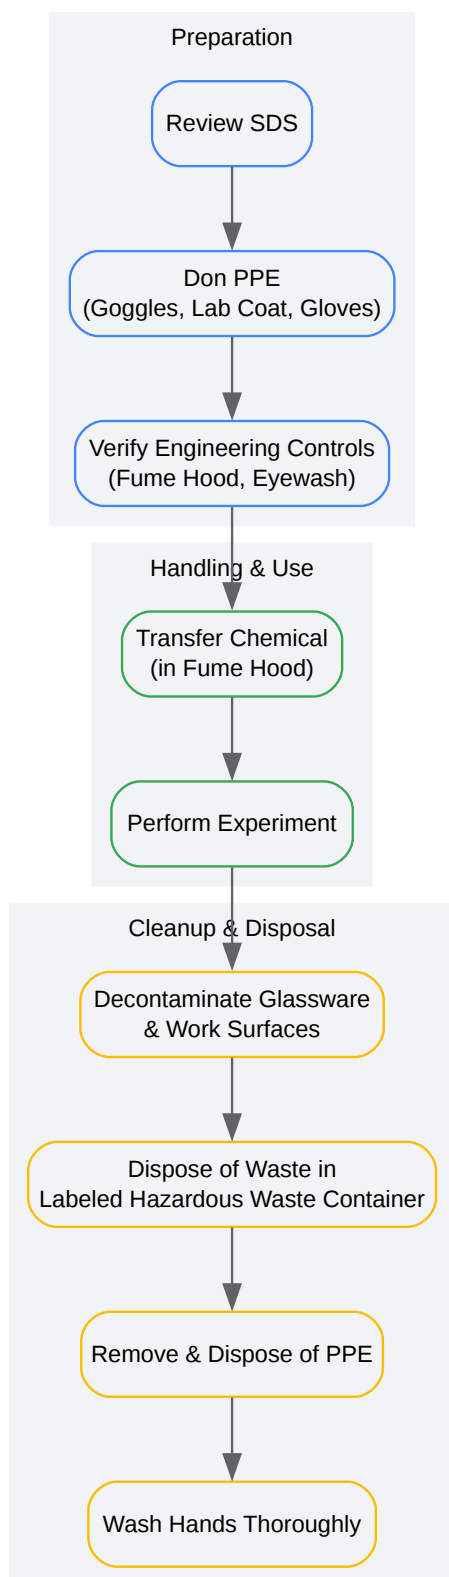 Preparation
Review SDS
Don PPE
(Goggles, Lab Coat, Gloves)
Verify Engineering Controls
(Fume Hood, Eyewash)
Handling & Use
Transfer Chemical
(in Fume Hood)
Perform Experiment
Cleanup & Disposal
Decontaminate Glassware
& Work Surfaces
Dispose of Waste in
Labeled Hazardous Waste Container
Remove & Dispose of PPE
Wash Hands Thoroughly